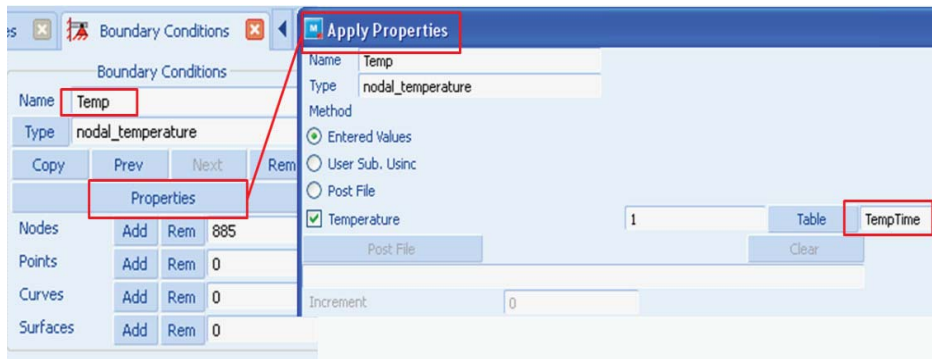 es Boundary Conditions
Boundary Conditions
Name Temp
Type nodal_temperature
Copy Prev Next Rem
Properties
Nodes Add Rem 885
Points Add Rem 0
Curves Add Rem 0
Surfaces Add Rem 0
Apply Properties
Name Temp
Type nodal_temperature
Method
Entered Values
User Sub. Usinc
Post File
Temperature 1 Table TempTime
Post File Clear
Increment 0